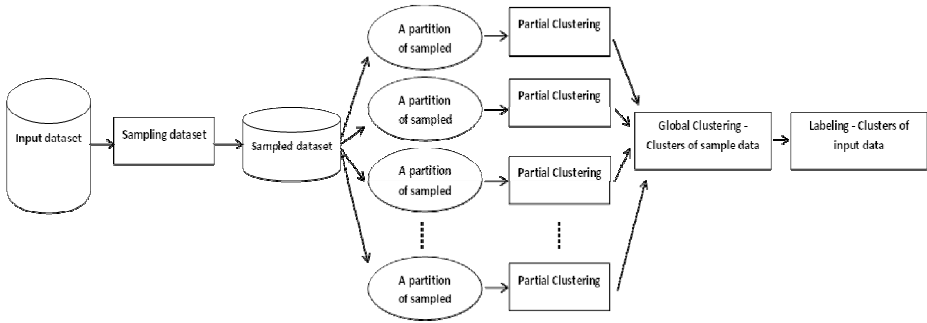 Input dataset
Sampling dataset
Sampled dataset
A partition
of sampled
Partial Clustering
A partition
of sampled
Partial Clustering
A partition
of sampled
Partial Clustering
A partition
of sampled
Partial Clustering
Global Clustering -
Clusters of sample data
Labeling - Clusters of
input data